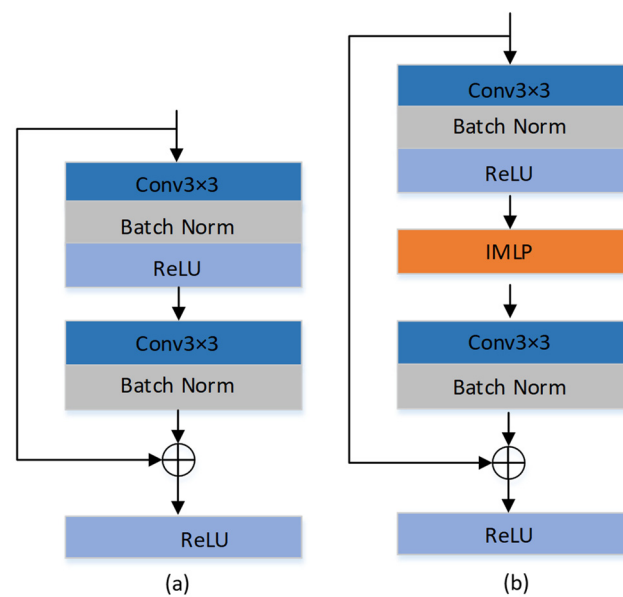 Conv3×3
Batch Norm
ReLU
Conv3×3
Batch Norm
ReLU
(a)
Conv3×3
Batch Norm
ReLU
IMLP
Conv3×3
Batch Norm
ReLU
(b)